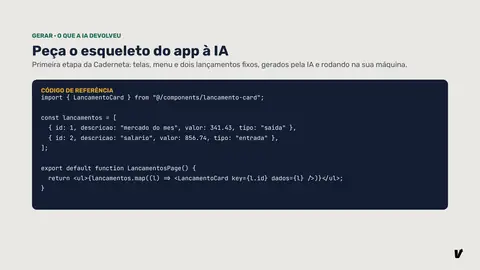 GERAR · O QUE A IA DEVOLVEU
Peça o esqueleto do app à IA
Primeira etapa da Caderneta: telas, menu e dois lançamentos fixos, gerados pela IA e rodando na sua máquina.
CÓDIGO DE REFERÊNCIA
import { LancamentoCard } from "@/components/lancamento-card";
const lancamentos = [
{ id: 1, descricao: "mercado do mes", valor: 341.43, tipo: "saida" },
{ id: 2, descricao: "salario", valor: 856.74, tipo: "entrada" },
];
export default function LancamentosPage() {
return <ul>{lancamentos.map((l) => <LancamentoCard key={l.id} dados={l} />)}</ul>;
}